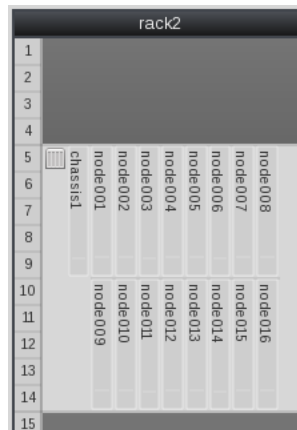 rack2
1
2
3
4
5
6
7
8
9
10
11
12
13
14
15
chassis1
node001
node002
node003
node004
node005
node006
node007
node008
node009
node010
node011
node012
node013
node014
node015
node016